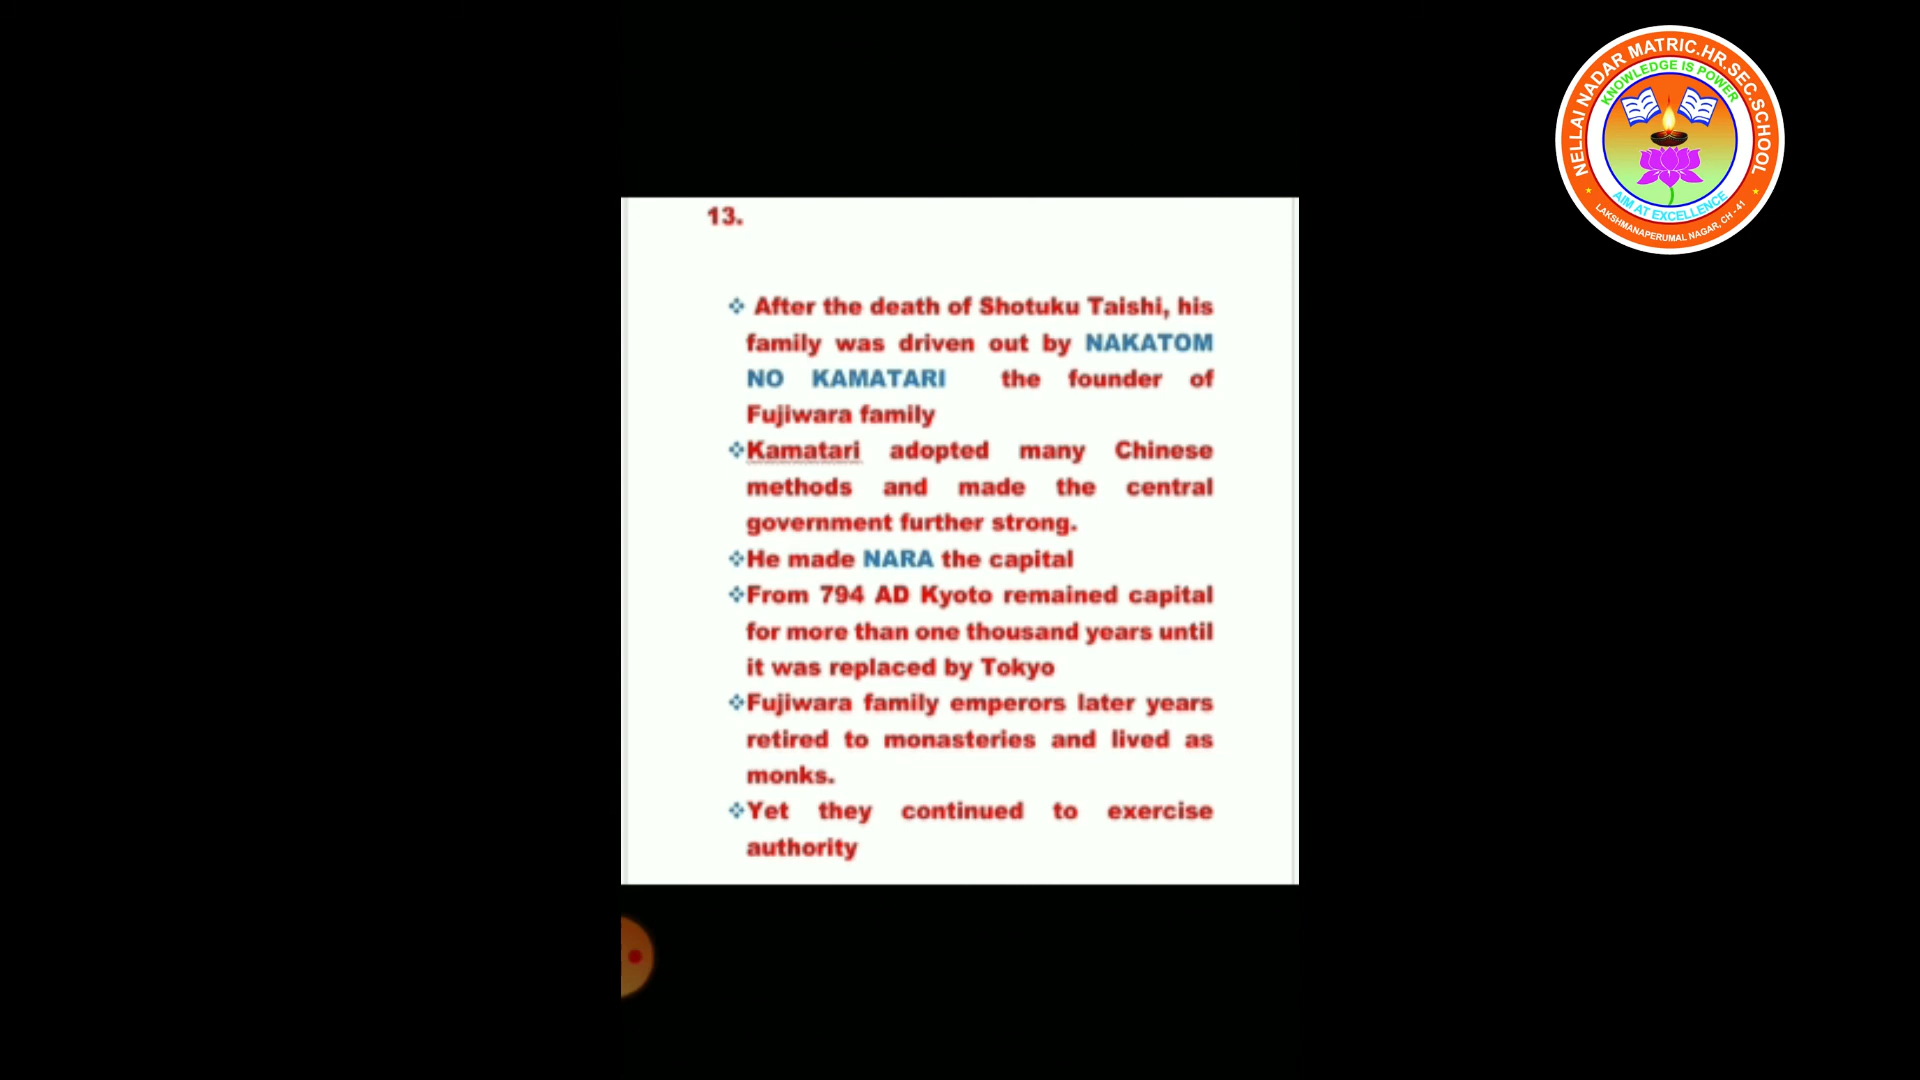 13.
❖ After the death of Shotuku Taishi, his
family was driven out by NAKATOM
NO KAMATARI the founder of
Fujiwara family
❖Kamatari adopted many Chinese
methods and made the central
government further strong.
❖He made NARA the capital
❖From 794 AD Kyoto remained capital
for more than one thousand years until
it was replaced by Tokyo
❖Fujiwara family emperors later years
retired to monasteries and lived as
monks.
❖Yet they continued to exercise
authority
NELLAI NADAR MATRIC.HR.SEC.SCHOOL
KNOWLEDGE IS POWER
AIM AT EXCELLENCE
LAKSHMANAPERUMAL NAGAR, CH - 41